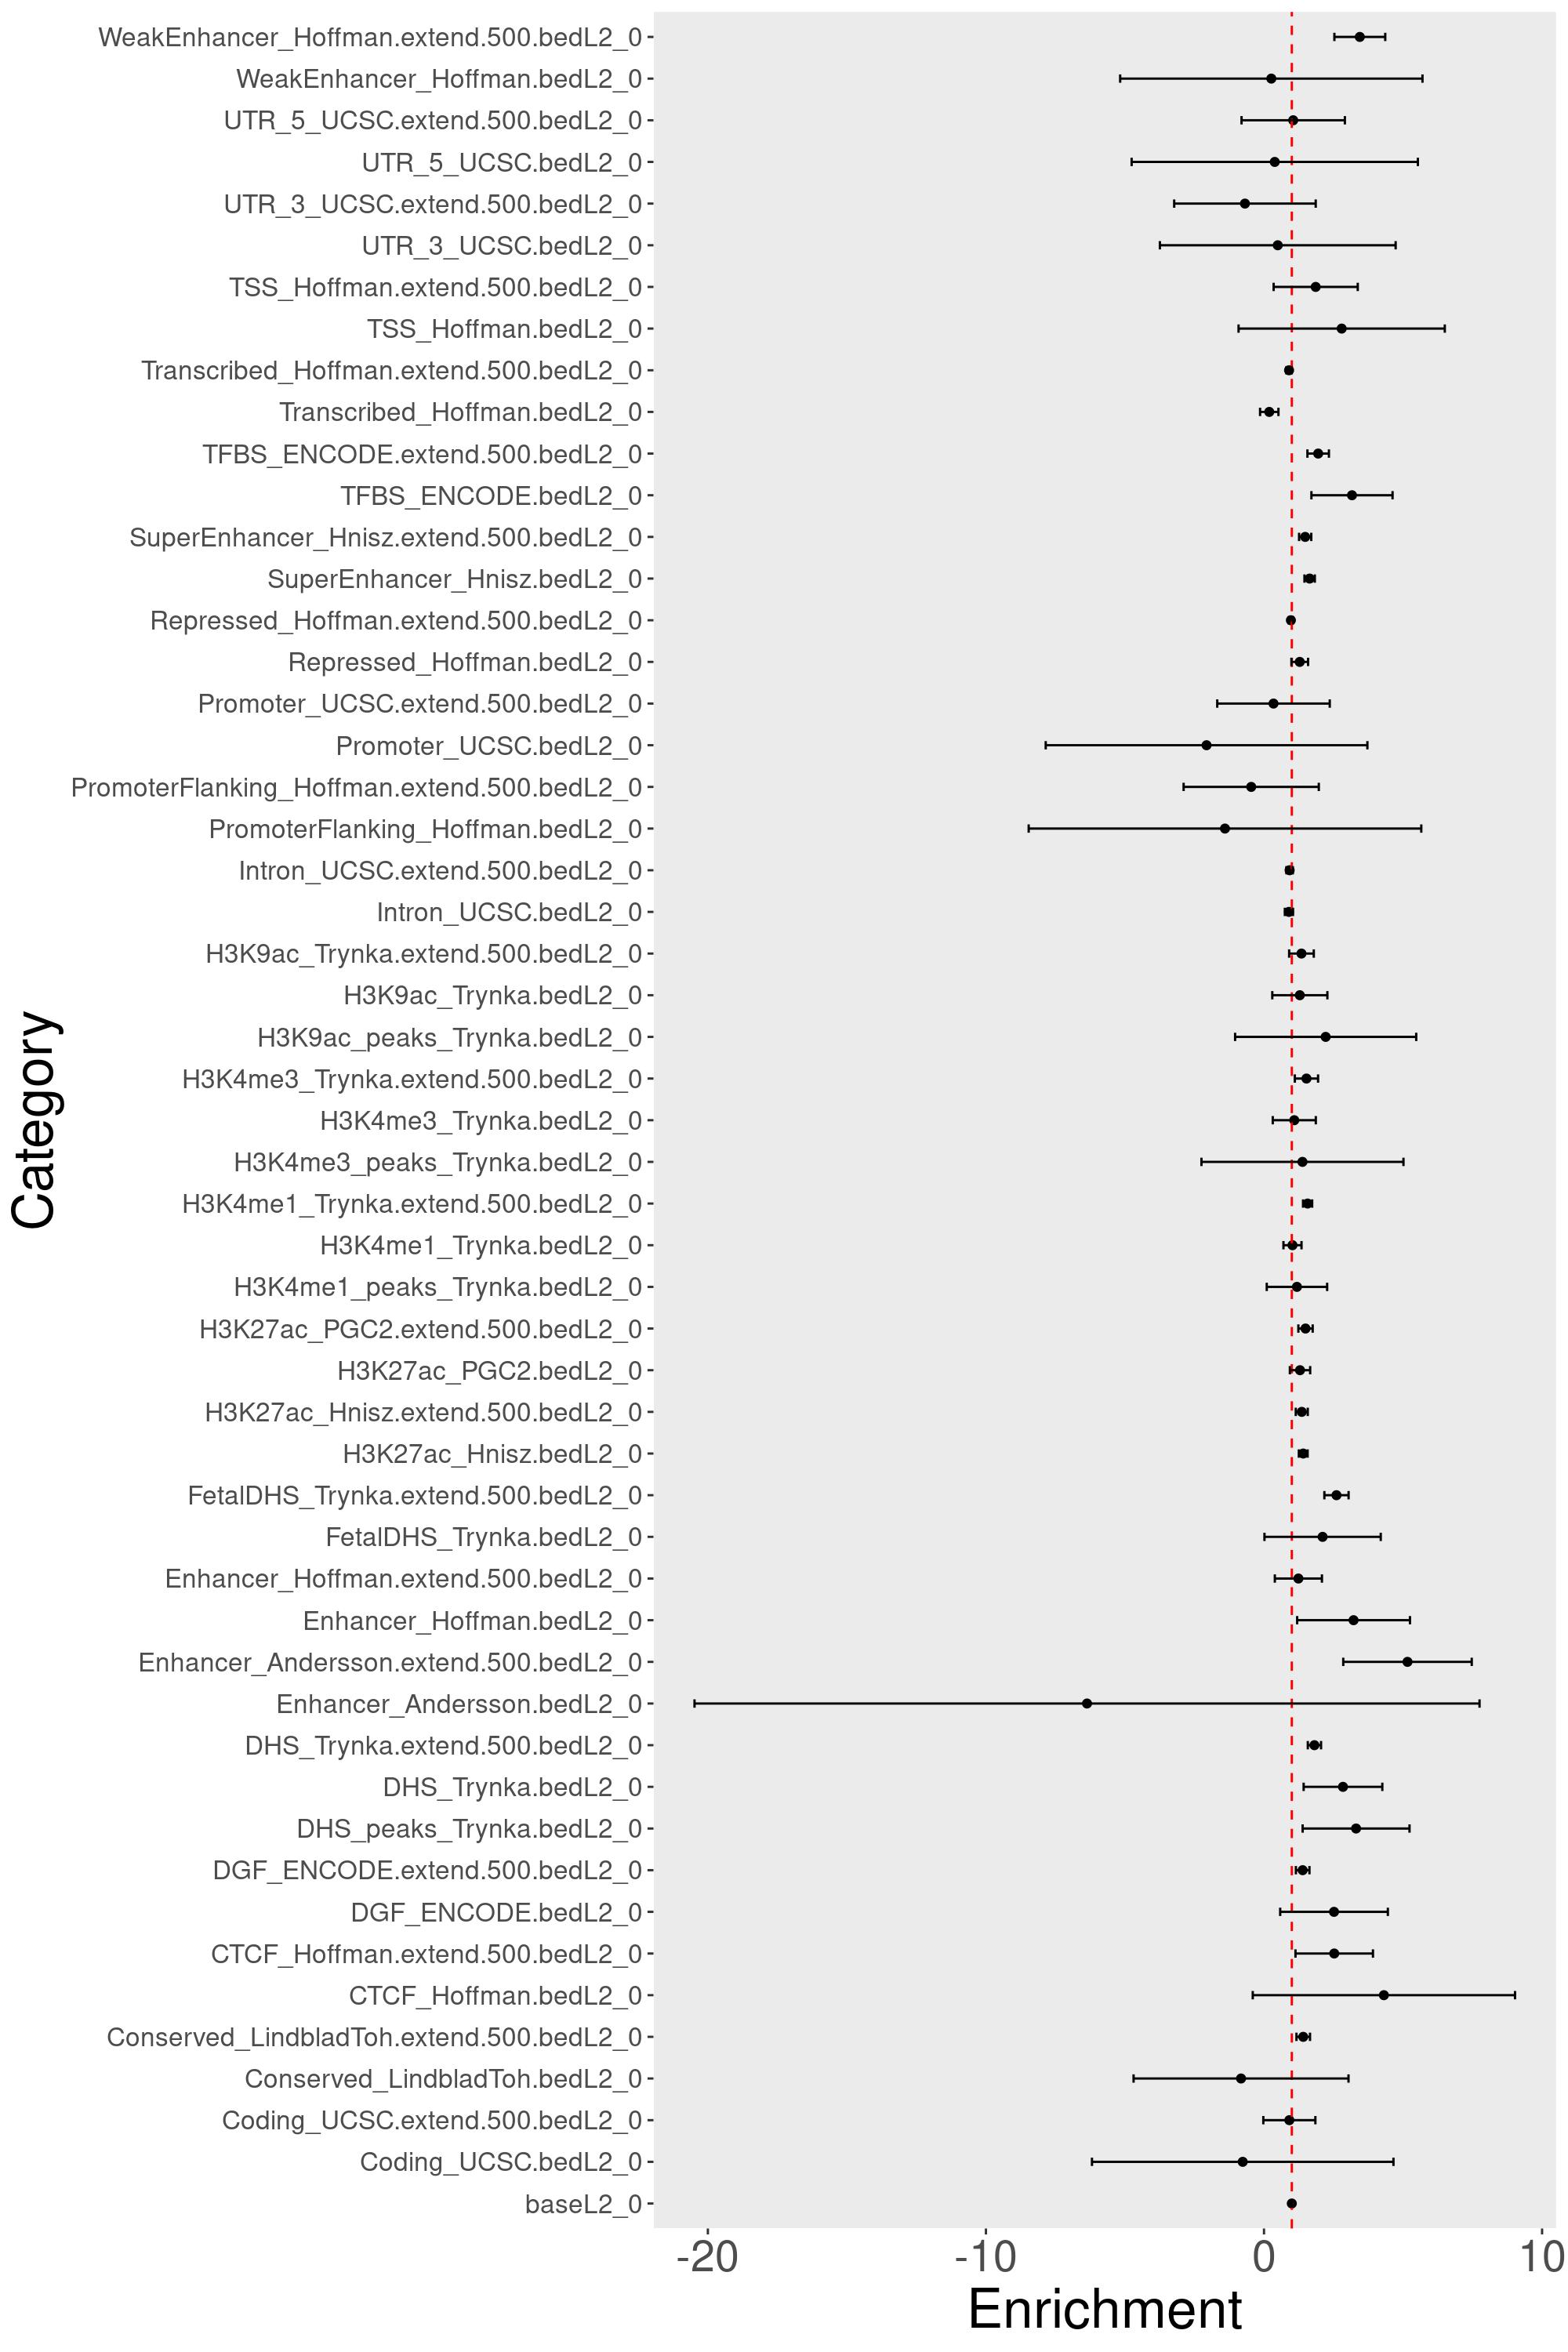 WeakEnhancer_Hoffman.extend.500.bedL2_0
WeakEnhancer_Hoffman.bedL2_0
UTR_5_UCSC.extend.500.bedL2_0
UTR_5_UCSC.bedL2_0
UTR_3_UCSC.extend.500.bedL2_0
UTR_3_UCSC.bedL2_0
TSS_Hoffman.extend.500.bedL2_0
TSS_Hoffman.bedL2_0
Transcribed_Hoffman.extend.500.bedL2_0
Transcribed_Hoffman.bedL2_0
TFBS_ENCODE.extend.500.bedL2_0
TFBS_ENCODE.bedL2_0
SuperEnhancer_Hnisz.extend.500.bedL2_0
SuperEnhancer_Hnisz.bedL2_0
Repressed_Hoffman.extend.500.bedL2_0
Repressed_Hoffman.bedL2_0
Promoter_UCSC.extend.500.bedL2_0
Promoter_UCSC.bedL2_0
PromoterFlanking_Hoffman.extend.500.bedL2_0
PromoterFlanking_Hoffman.bedL2_0
Intron_UCSC.extend.500.bedL2_0
Intron_UCSC.bedL2_0
H3K9ac_Trynka.extend.500.bedL2_0
H3K9ac_Trynka.bedL2_0
H3K9ac_peaks_Trynka.bedL2_0
H3K4me3_Trynka.extend.500.bedL2_0
H3K4me3_Trynka.bedL2_0
H3K4me3_peaks_Trynka.bedL2_0
H3K4me1_Trynka.extend.500.bedL2_0
H3K4me1_Trynka.bedL2_0
H3K4me1_peaks_Trynka.bedL2_0
H3K27ac_PGC2.extend.500.bedL2_0
H3K27ac_PGC2.bedL2_0
H3K27ac_Hnisz.extend.500.bedL2_0
H3K27ac_Hnisz.bedL2_0
FetalDHS_Trynka.extend.500.bedL2_0
FetalDHS_Trynka.bedL2_0
Enhancer_Hoffman.extend.500.bedL2_0
Enhancer_Hoffman.bedL2_0
Enhancer_Andersson.extend.500.bedL2_0
Enhancer_Andersson.bedL2_0
DHS_Trynka.extend.500.bedL2_0
DHS_Trynka.bedL2_0
DHS_peaks_Trynka.bedL2_0
DGF_ENCODE.extend.500.bedL2_0
DGF_ENCODE.bedL2_0
CTCF_Hoffman.extend.500.bedL2_0
CTCF_Hoffman.bedL2_0
Conserved_LindbladToh.extend.500.bedL2_0
Conserved_LindbladToh.bedL2_0
Coding_UCSC.extend.500.bedL2_0
Coding_UCSC.bedL2_0
baseL2_0
Category
-20 -10 0 10
Enrichment